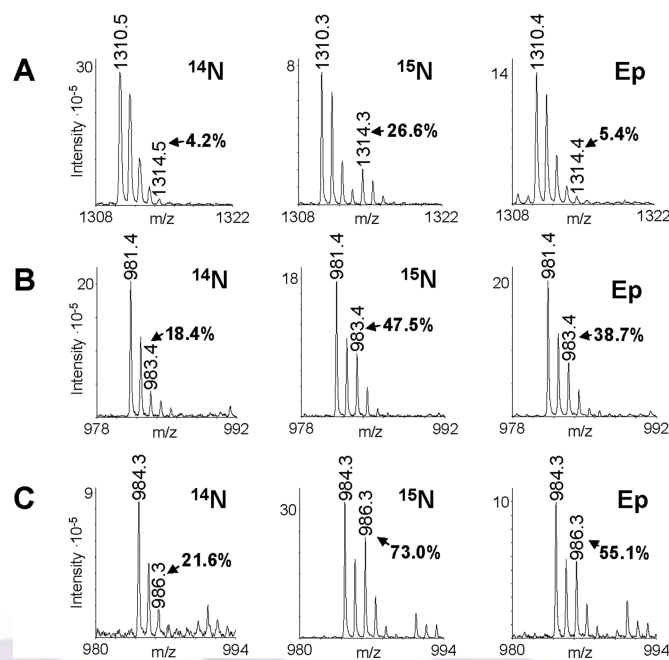 A
Intensity ·10⁻⁵
30
1310.5
¹⁴N
4.2%
1314.5
1308 m/z 1322
8
1310.3
¹⁵N
1314.3
26.6%
1308 m/z 1322
14
1310.4
Ep
5.4%
1314.4
1308 m/z 1322
B
Intensity ·10⁻⁵
20
981.4
¹⁴N
18.4%
983.4
978 m/z 992
18
981.4
¹⁵N
47.5%
983.4
978 m/z 992
20
981.4
Ep
38.7%
983.4
978 m/z 992
C
Intensity ·10⁻⁵
9
984.3
¹⁴N
21.6%
986.3
980 m/z 994
30
984.3
¹⁵N
986.3
73.0%
980 m/z 994
10
984.3
Ep
986.3
55.1%
980 m/z 994